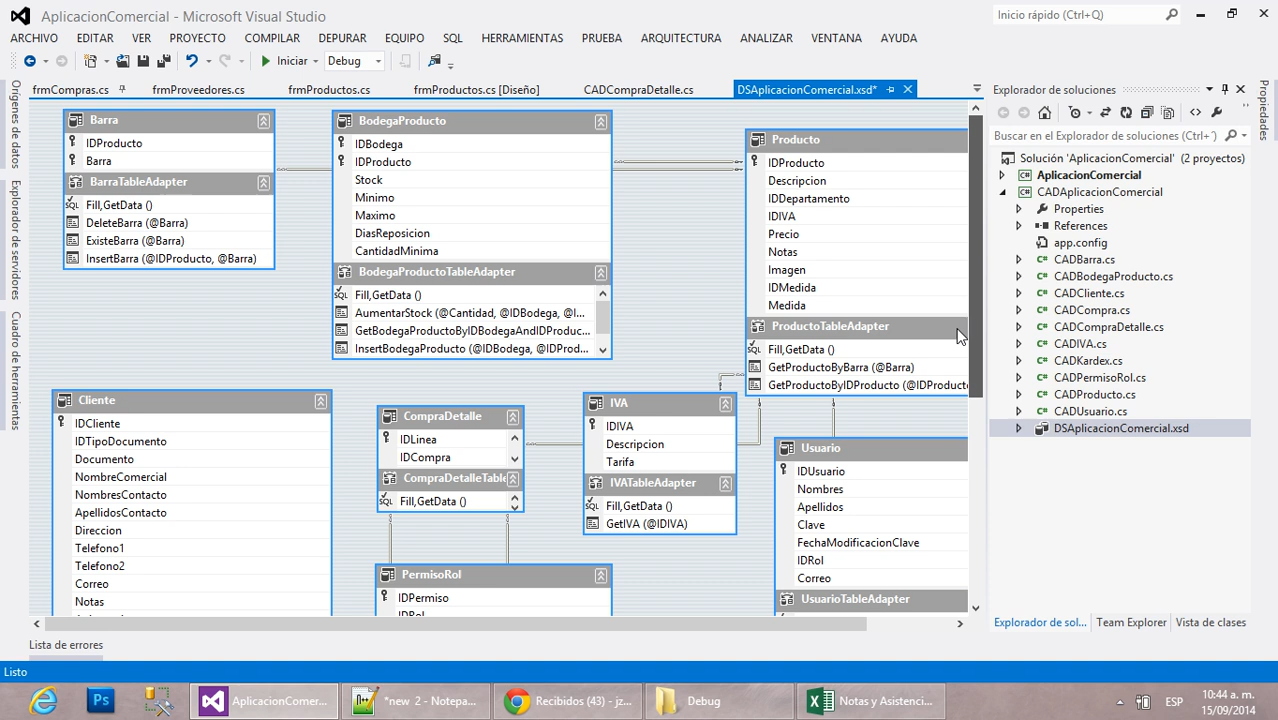 AplicacionComercial - Microsoft Visual Studio
Inicio rápido (Ctrl+Q)
ARCHIVO EDITAR VER PROYECTO COMPILAR DEPURAR EQUIPO SQL HERRAMIENTAS PRUEBA ARQUITECTURA ANALIZAR VENTANA AYUDA
Iniciar Debug
frmCompras.cs frmProveedores.cs frmProductos.cs frmProductos.cs [Diseño] CADCompraDetalle.cs DSAplicacionComercial.xsd*
Orígenes de datos
Explorador de servidores
Cuadro de herramientas
Barra
IDProducto
Barra
BarraTableAdapter
Fill,GetData ()
DeleteBarra (@Barra)
ExisteBarra (@Barra)
InsertBarra (@IDProducto, @Barra)
BodegaProducto
IDBodega
IDProducto
Stock
Minimo
Maximo
DiasReposicion
CantidadMinima
BodegaProductoTableAdapter
Fill,GetData ()
AumentarStock (@Cantidad, @IDBodega, @I...
GetBodegaProductoByIDBodegaAndIDProduc...
InsertBodegaProducto (@IDBodega, @IDProd...
Producto
IDProducto
Descripcion
IDDepartamento
IDIVA
Precio
Notas
Imagen
IDMedida
Medida
ProductoTableAdapter
Fill,GetData ()
GetProductoByBarra (@Barra)
GetProductoByIDProducto (@IDProducto
Cliente
IDCliente
IDTipoDocumento
Documento
NombreComercial
NombresContacto
ApellidosContacto
Direccion
Telefono1
Telefono2
Correo
Notas
CompraDetalle
IDLinea
IDCompra
CompraDetalleTable
Fill,GetData ()
IVA
IDIVA
Descripcion
Tarifa
IVATableAdapter
Fill,GetData ()
GetIVA (@IDIVA)
PermisoRol
IDPermiso
IDRol
Usuario
IDUsuario
Nombres
Apellidos
Clave
FechaModificacionClave
IDRol
Correo
UsuarioTableAdapter
Explorador de soluciones
Buscar en el Explorador de soluciones (Ctrl+
Solución 'AplicacionComercial' (2 proyectos)
AplicacionComercial
CADAplicacionComercial
Properties
References
app.config
CADBarra.cs
CADBodegaProducto.cs
CADCliente.cs
CADCompra.cs
CADCompraDetalle.cs
CADIVA.cs
CADKardex.cs
CADPermisoRol.cs
CADProducto.cs
CADUsuario.cs
DSAplicacionComercial.xsd
Explorador de sol... Team Explorer Vista de clases
Propiedades
Lista de errores
Listo
Ps
AplicacionComer... *new 2 - Notepa... Recibidos (43) - jz... Debug Notas y Asistenci...
ESP
10:44 a. m.
15/09/2014